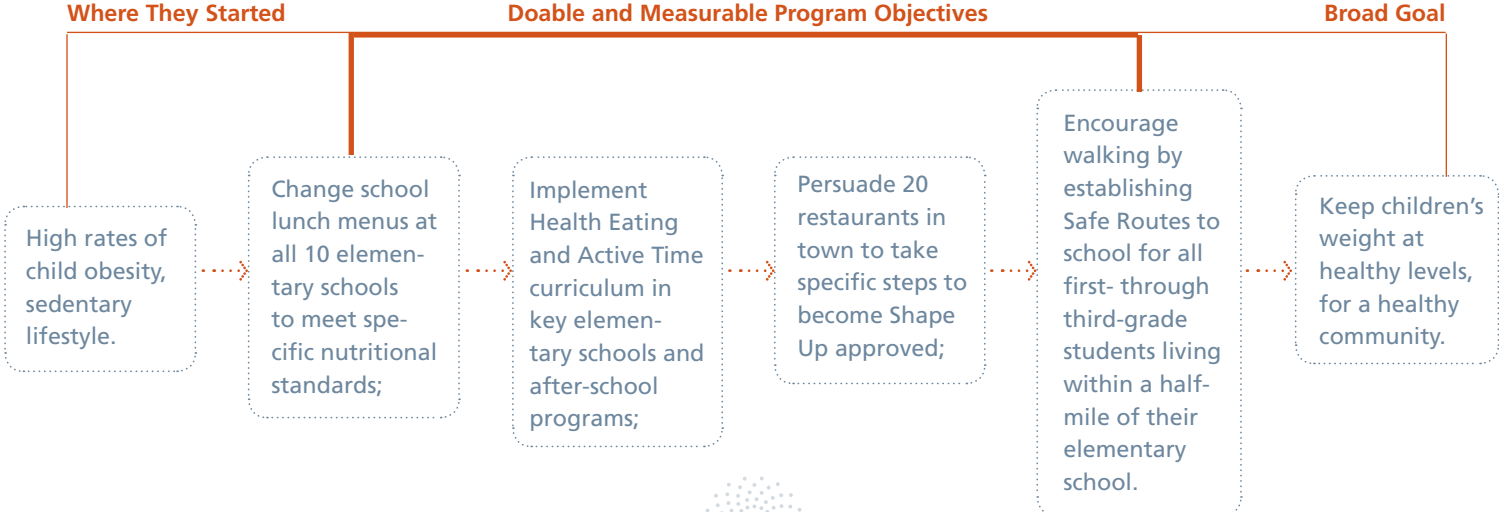 Where They Started
Doable and Measurable Program Objectives
Broad Goal
High rates of
child obesity,
sedentary
lifestyle.
Change school
lunch menus at
all 10 elemen-
tary schools
to meet spe-
cific nutritional
standards;
Implement
Health Eating
and Active Time
curriculum in
key elemen-
tary schools and
after-school
programs;
Persuade 20
restaurants in
town to take
specific steps to
become Shape
Up approved;
Encourage
walking by
establishing
Safe Routes to
school for all
first- through
third-grade
students living
within a half-
mile of their
elementary
school.
Keep children’s
weight at
healthy levels,
for a healthy
community.